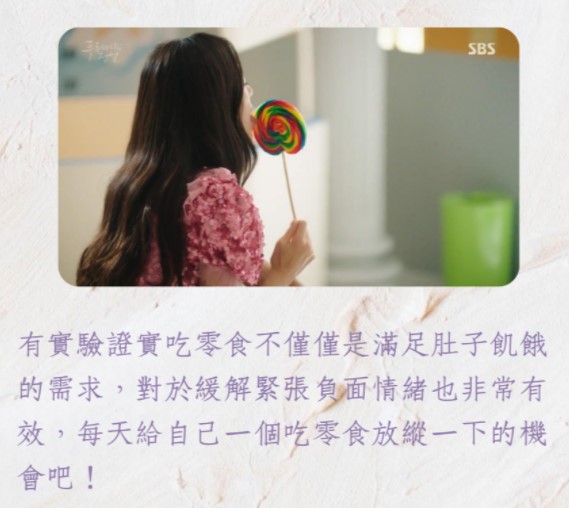 SBS
有實驗證實吃零食不僅僅是滿足肚子飢餓
的需求，對於緩解緊張負面情緒也非常有
效，每天給自己一個吃零食放縱一下的機
會吧！